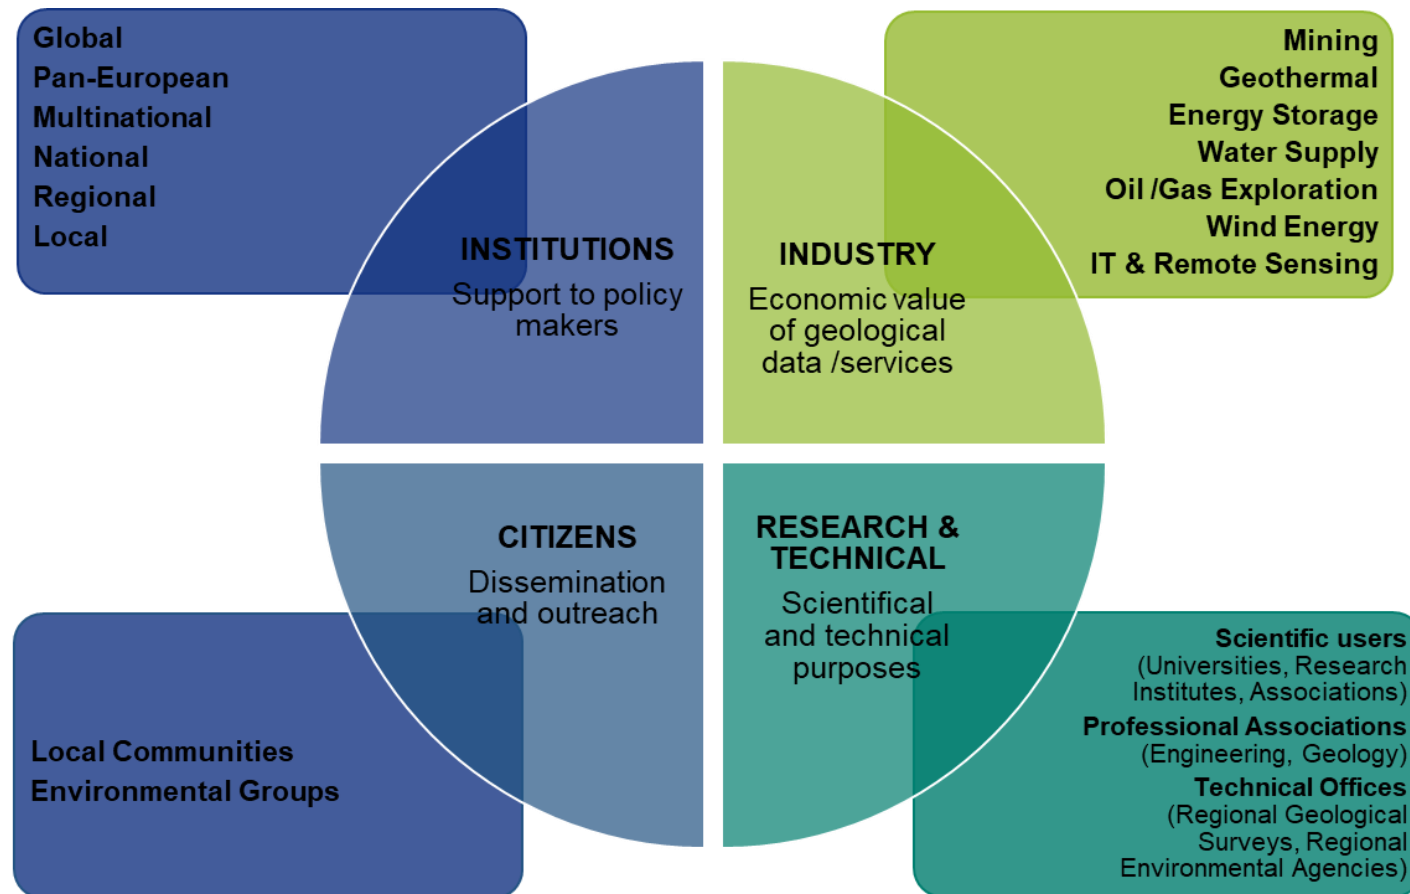 Global
Pan-European
Multinational
National
Regional
Local
INSTITUTIONS
Support to policy
makers
Mining
Geothermal
Energy Storage
Water Supply
Oil /Gas Exploration
Wind Energy
IT & Remote Sensing
INDUSTRY
Economic value
of geological
data /services
CITIZENS
Dissemination
and outreach
Local Communities
Environmental Groups
RESEARCH &
TECHNICAL
Scientifical
and technical
purposes
Scientific users
(Universities, Research
Institutes, Associations)
Professional Associations
(Engineering, Geology)
Technical Offices
(Regional Geological
Surveys, Regional
Environmental Agencies)